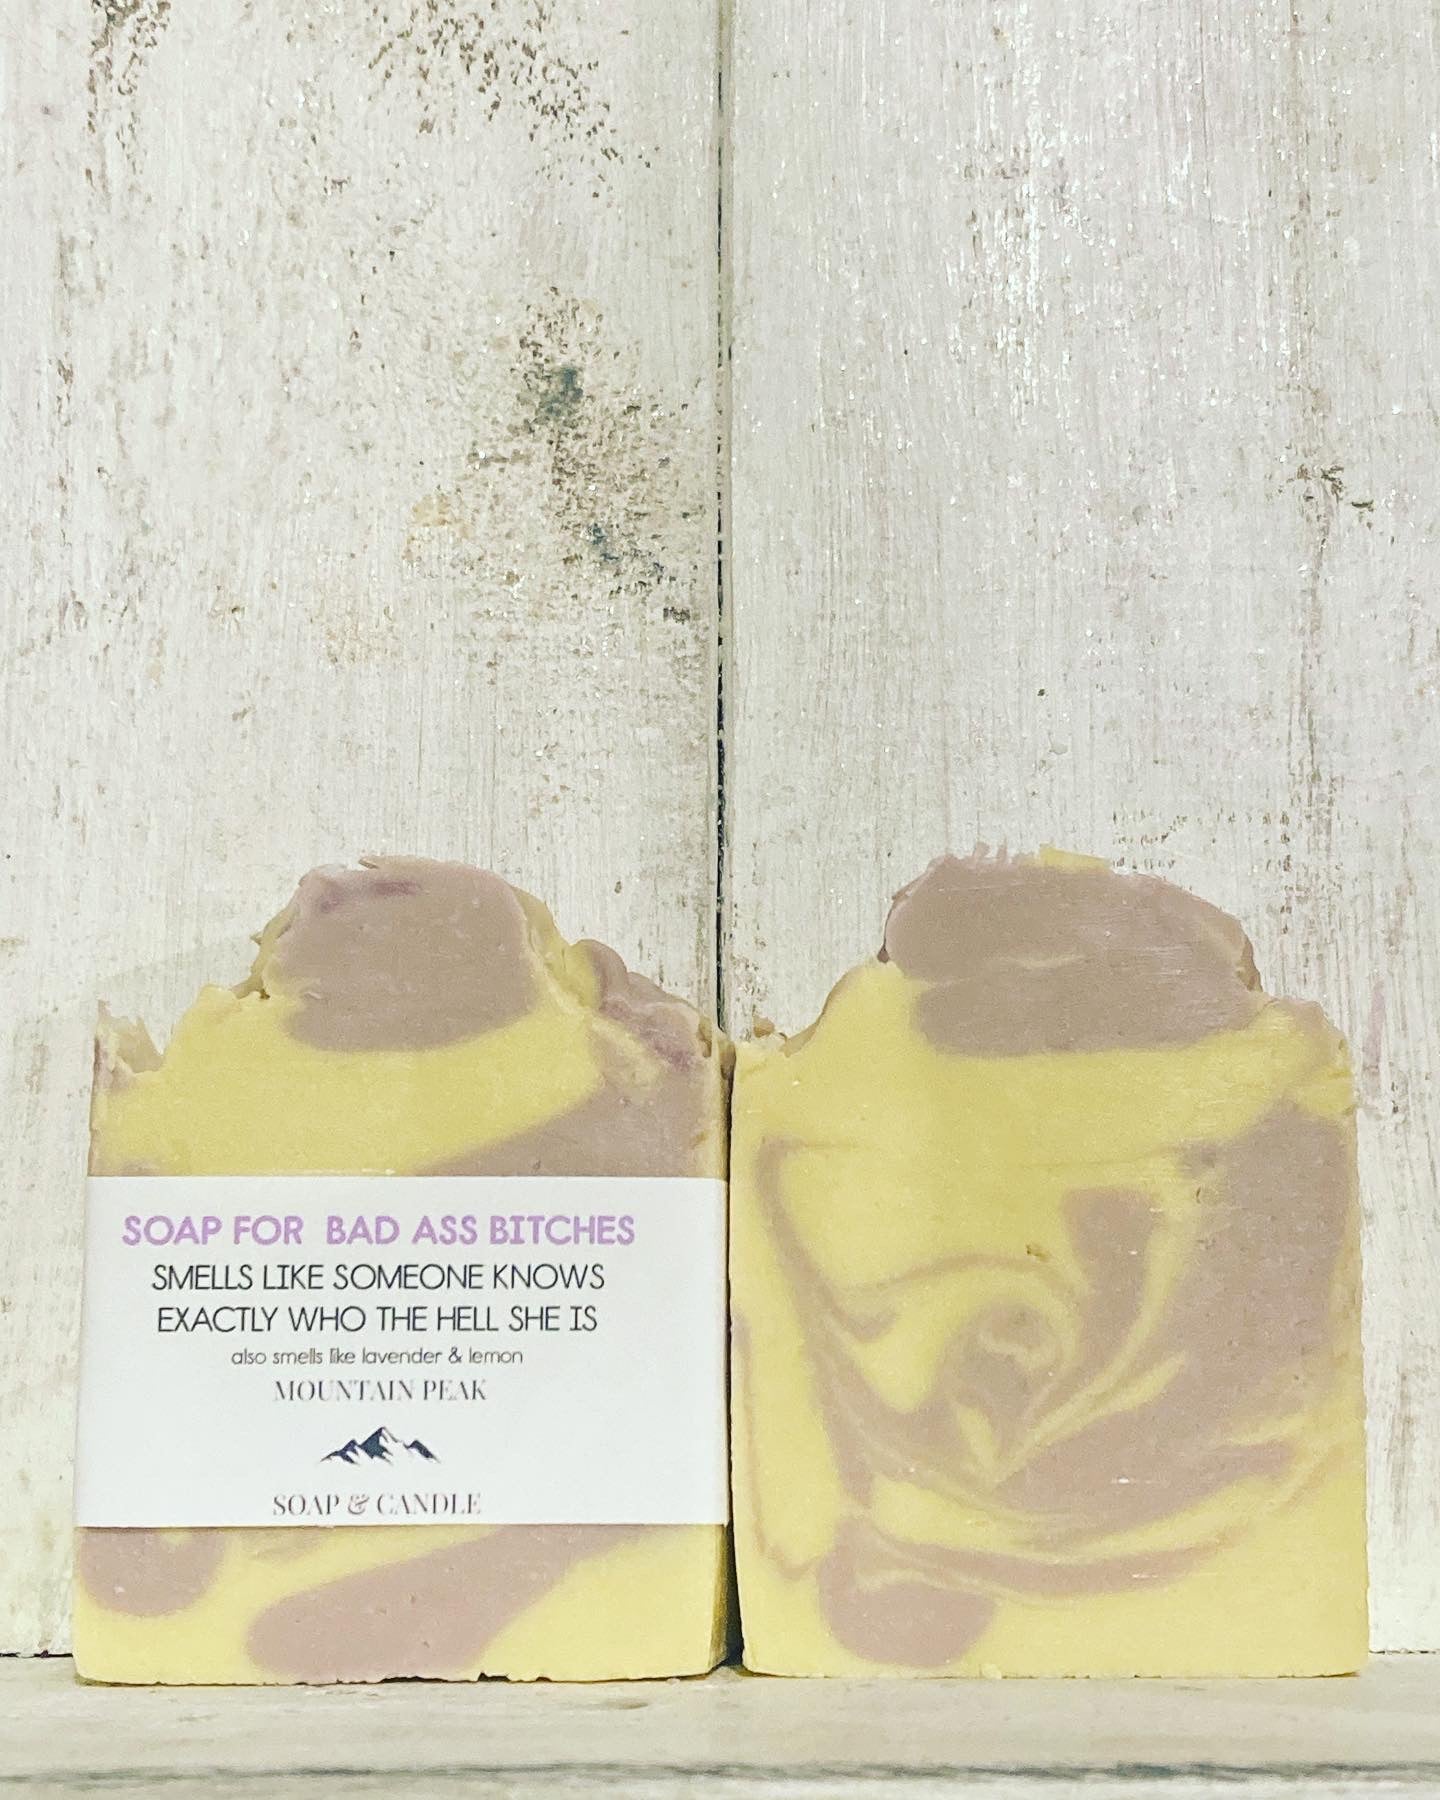 SOAP FOR BAD ASS BITCHES
SMELLS LIKE SOMEONE KNOWS
EXACTLY WHO THE HELL SHE IS
also smells like lavender & lemon
MOUNTAIN PEAK
SOAP & CANDLE